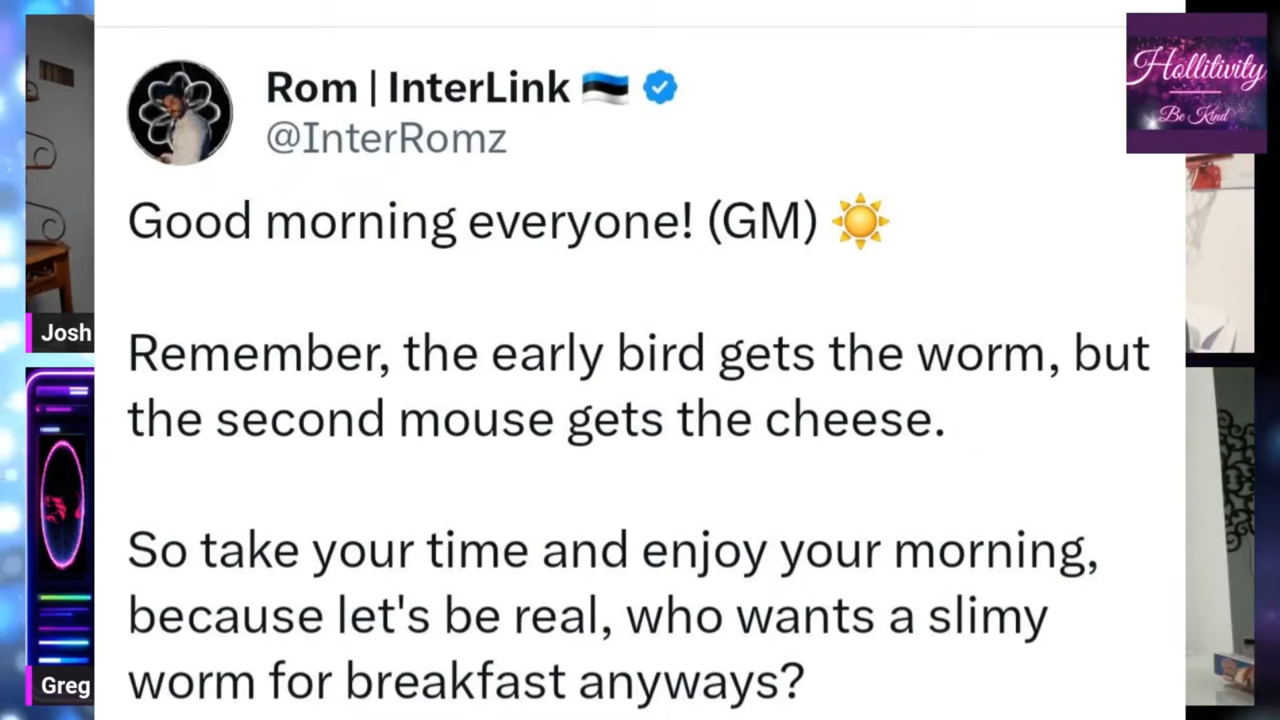 Rom | InterLink
@InterRomz
Hollitivity
Be Kind
Good morning everyone! (GM)
Remember, the early bird gets the worm, but
the second mouse gets the cheese.
So take your time and enjoy your morning,
because let's be real, who wants a slimy
worm for breakfast anyways?
Josh
Greg